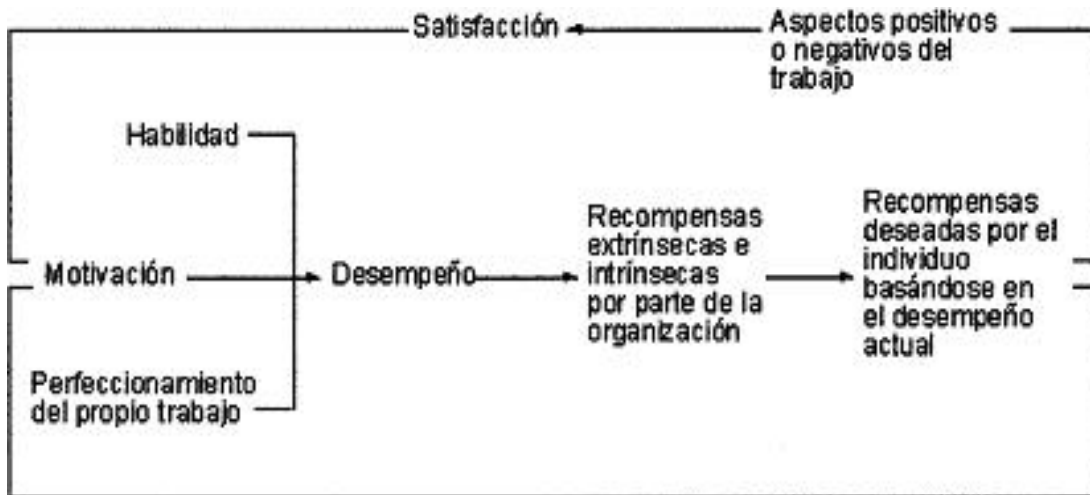 Satisfacción
Aspectos positivos
o negativos del
trabajo
Habilidad
Motivación
Desempeño
Recompensas
extrínsecas e
intrínsecas
por parte de la
organización
Recompensas
deseadas por el
individuo
basándose en
el desempeño
actual
Perfeccionamiento
del propio trabajo